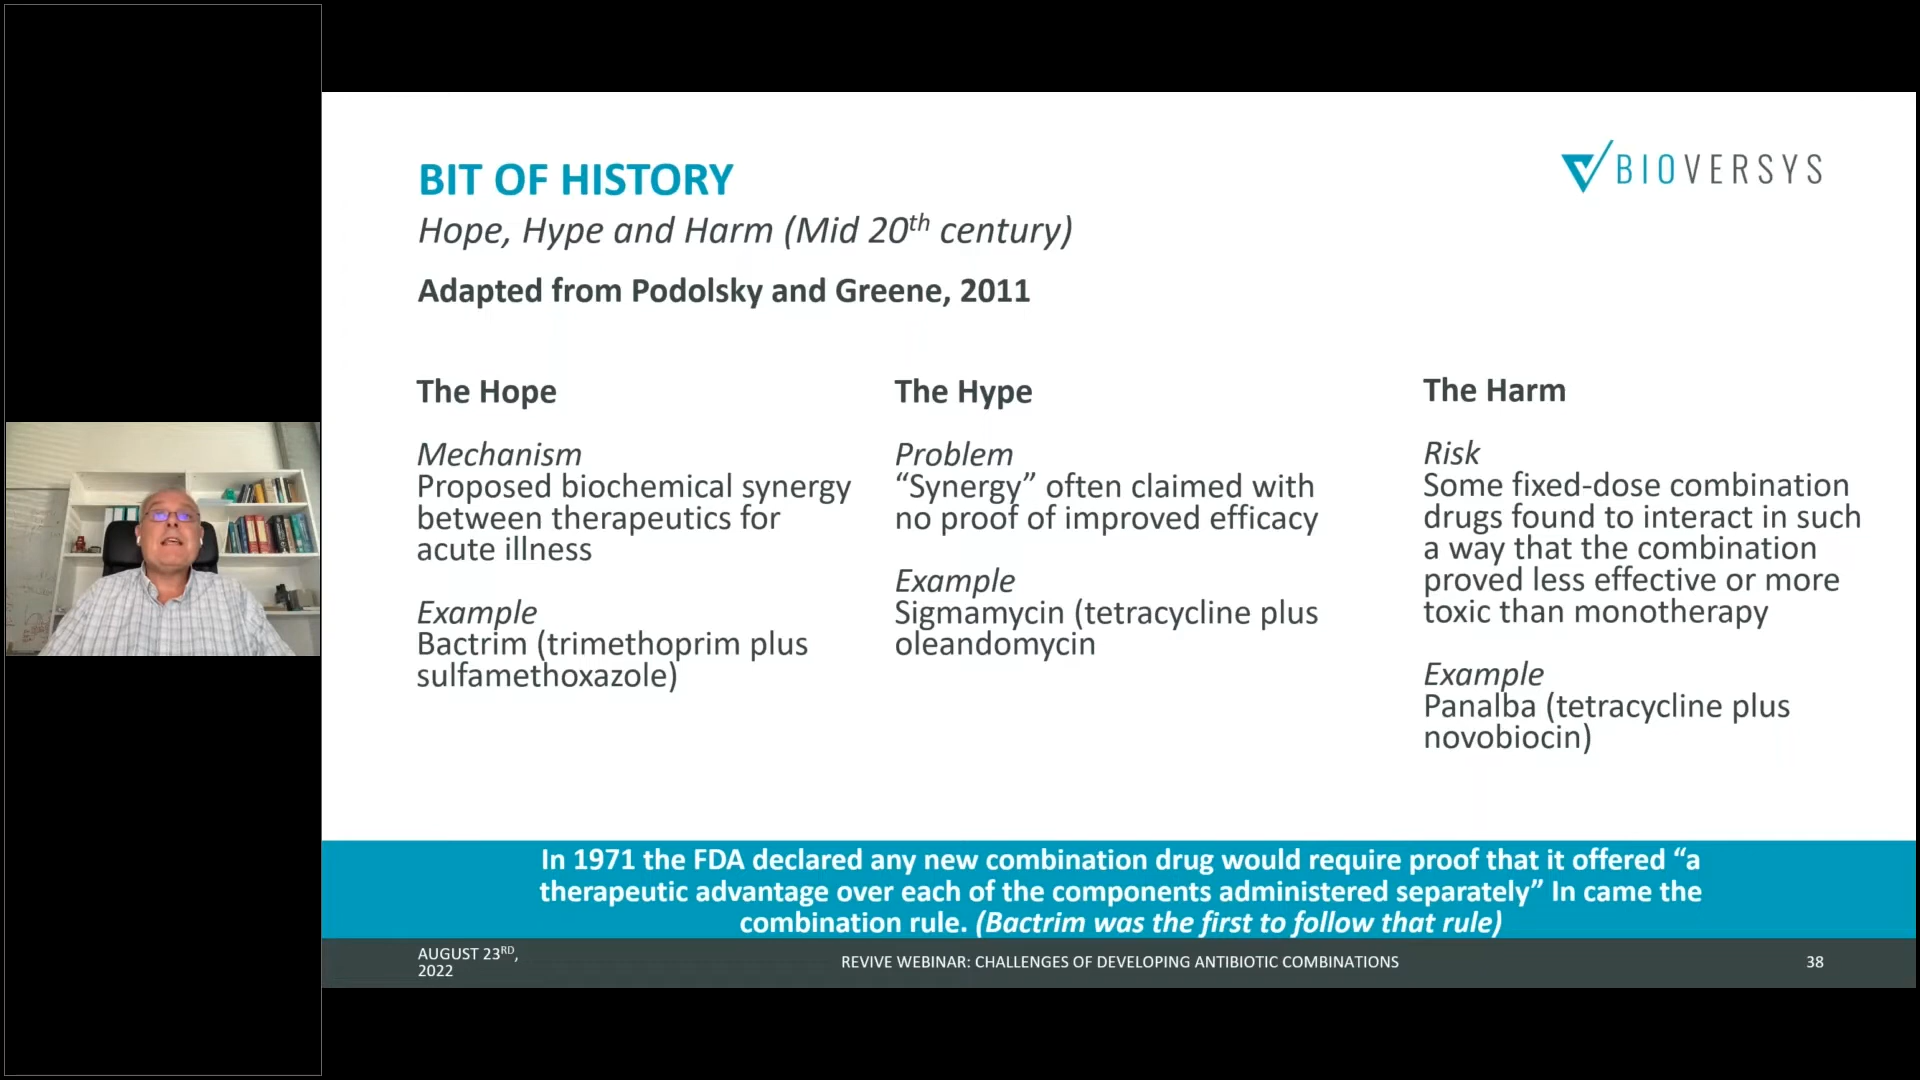 BIT OF HISTORY
BIOVERSYS
Hope, Hype and Harm (Mid 20th century)
Adapted from Podolsky and Greene, 2011
The Hope
Mechanism
Proposed biochemical synergy
between therapeutics for
acute illness
Example
Bactrim (trimethoprim plus
sulfamethoxazole)
The Hype
Problem
“Synergy” often claimed with
no proof of improved efficacy
Example
Sigmamycin (tetracycline plus
oleandomycin
The Harm
Risk
Some fixed-dose combination
drugs found to interact in such
a way that the combination
proved less effective or more
toxic than monotherapy
Example
Panalba (tetracycline plus
novobiocin)
In 1971 the FDA declared any new combination drug would require proof that it offered “a
therapeutic advantage over each of the components administered separately” In came the
combination rule. (Bactrim was the first to follow that rule)
AUGUST 23RD,
2022
REVIVE WEBINAR: CHALLENGES OF DEVELOPING ANTIBIOTIC COMBINATIONS
38